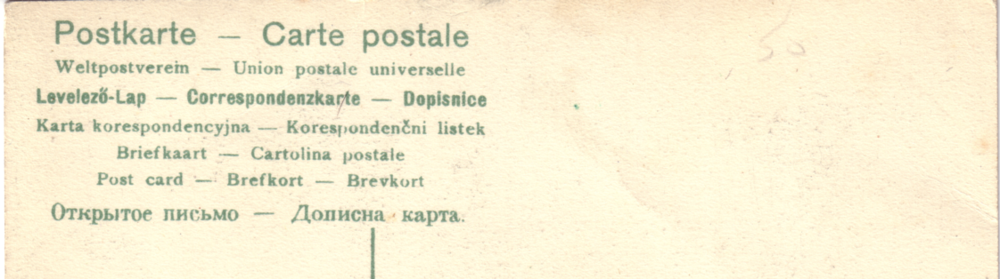 Postkarte — Carte postale
Weltpostverein — Union postale universelle
Levelező-Lap — Correspondenzkarte — Dopisnice
Karta korespondencyjna — Korespondenčni listek
Briefkaart — Cartolina postale
Post card — Brefkort — Brevkort
Открытое письмо — Дописна карта.
50